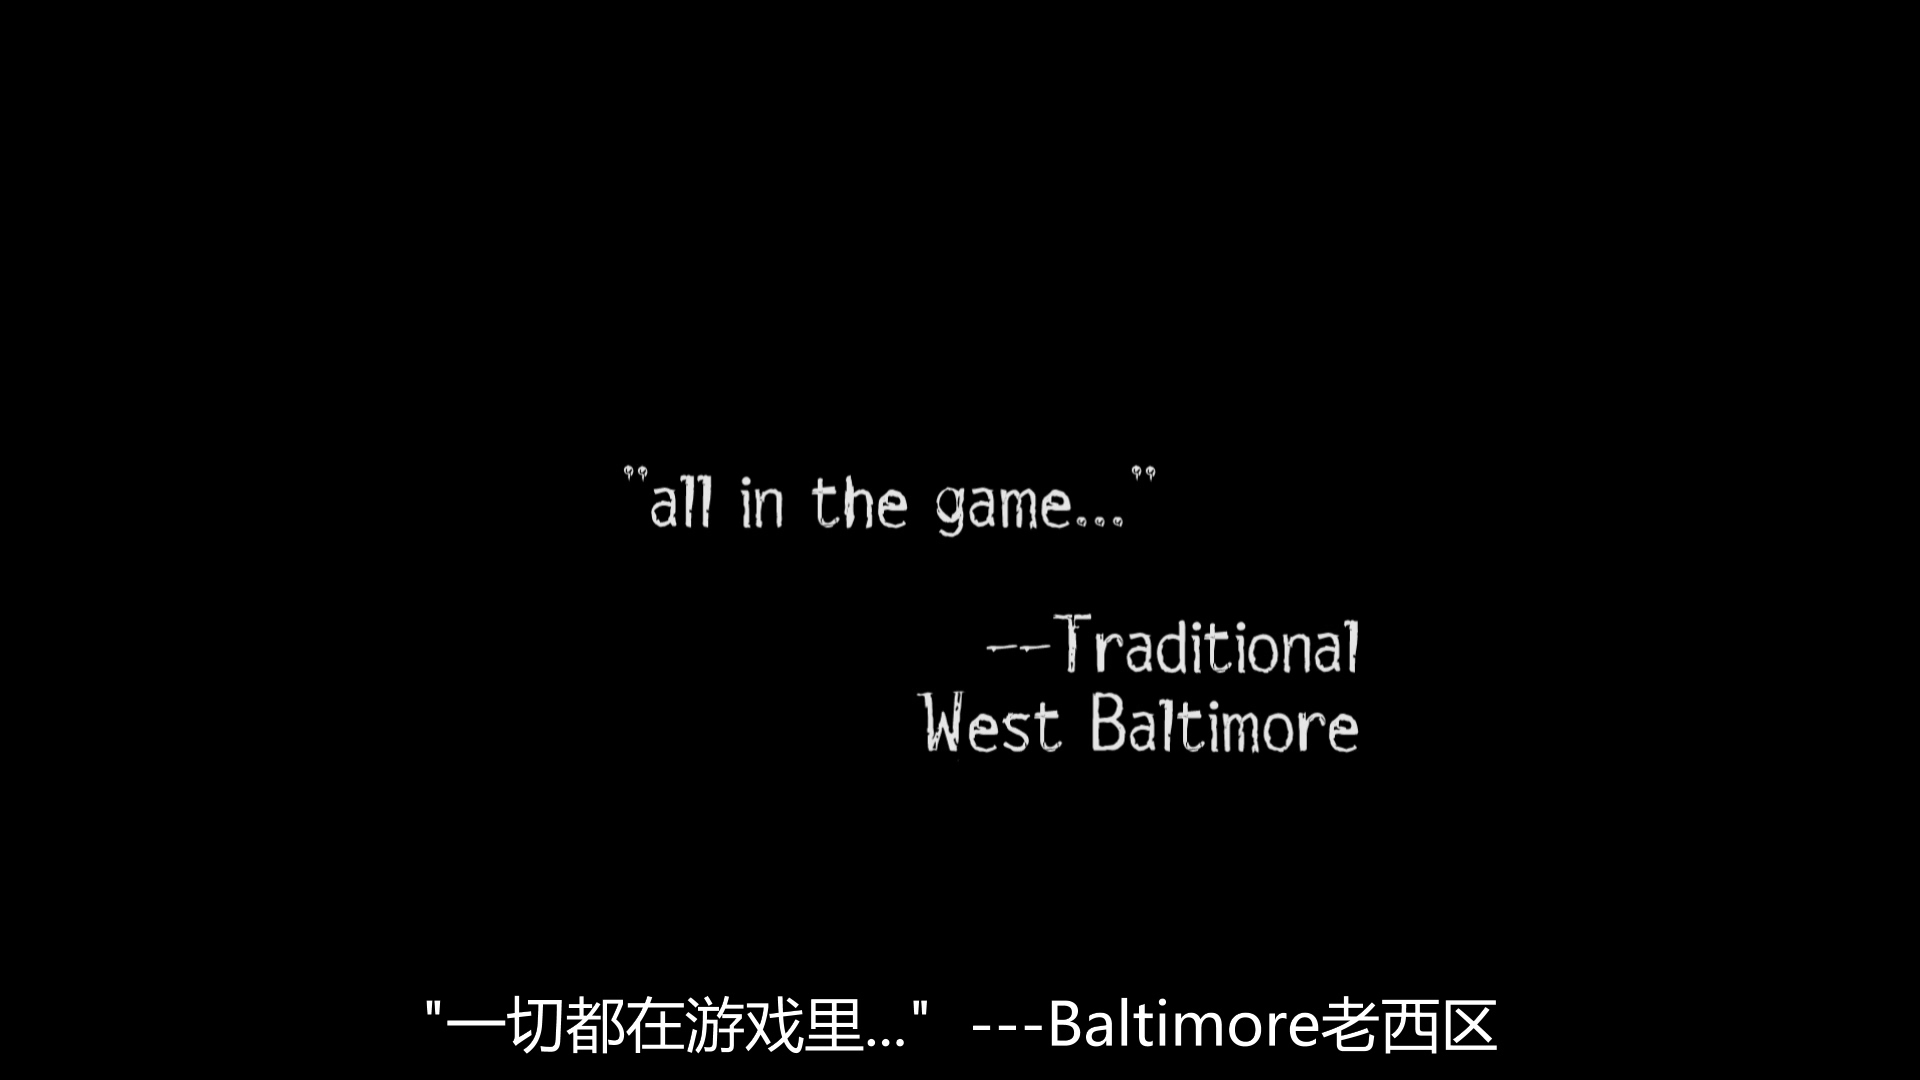 "all in the game..."
--Traditional
West Baltimore
"一切都在游戏里..." ---Baltimore老西区